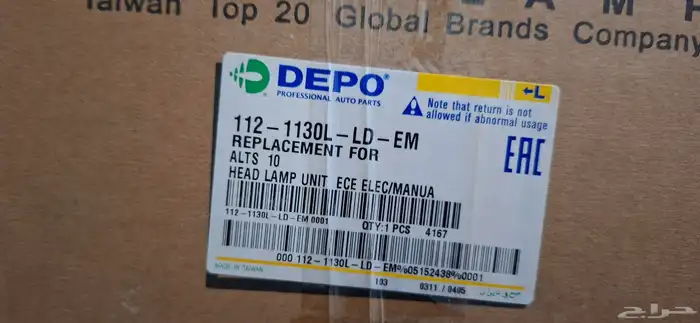 LAMP
Taiwan Top 20 Global Brands Company
DEPO®
PROFESSIONAL AUTO PARTS
←L
Note that return is not
allowed if abnormal usage
112-1130L-LD-EM
REPLACEMENT FOR
ALTS 10
HEAD LAMP UNIT ECE ELEC/MANUA
EAC
112-1130L-LD-EM 0001 QTY:1 PCS 4167
000 112-1130L-LD-EM%05152438%0001
MADE IN TAIWAN
103 0311 / 0405
حراج